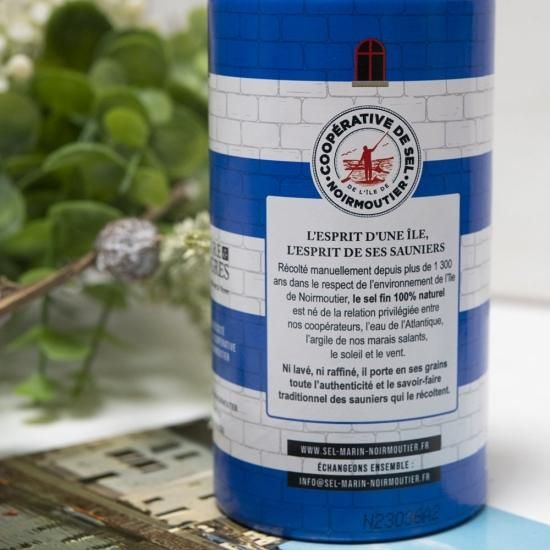 COOPÉRATIVE DE SEL
DE L'ÎLE DE
NOIRMOUTIER
L'ESPRIT D'UNE ÎLE,
L'ESPRIT DE SES SAUNIERS
Récolté manuellement depuis plus de 1 300
ans dans le respect de l'environnement de l'île
de Noirmoutier, le sel fin 100% naturel
est né de la relation privilégiée entre
nos coopérateurs, l'eau de l'Atlantique,
l'argile de nos marais salants,
le soleil et le vent.
Ni lavé, ni raffiné, il porte en ses grains
toute l'authenticité et le savoir-faire
traditionnel des sauniers qui le récoltent.
WWW.SEL-MARIN-NOIRMOUTIER.FR
ÉCHANGEONS ENSEMBLE :
INFO@SEL-MARIN-NOIRMOUTIER.FR